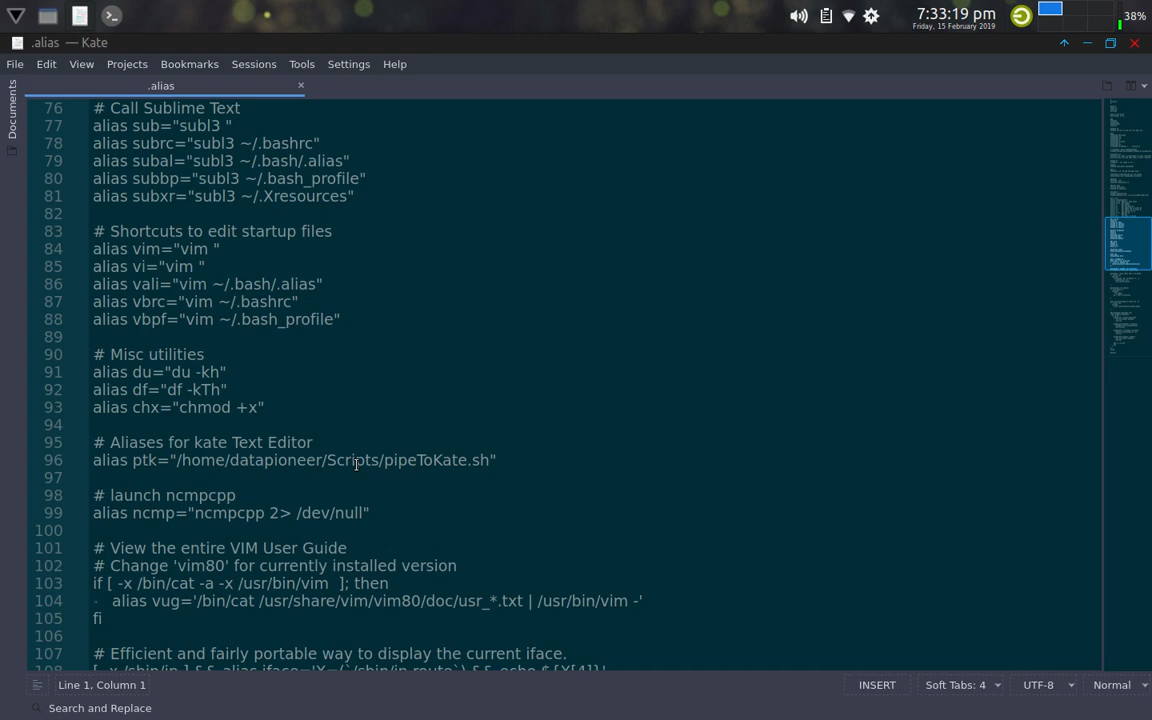 7:33:19 pm
Friday, 15 February 2019
38%
.alias — Kate
File Edit View Projects Bookmarks Sessions Tools Settings Help
.alias
Documents
76 # Call Sublime Text
77 alias sub="subl3 "
78 alias subrc="subl3 ~/.bashrc"
79 alias subal="subl3 ~/.bash/.alias"
80 alias subbp="subl3 ~/.bash_profile"
81 alias subxr="subl3 ~/.Xresources"
82
83 # Shortcuts to edit startup files
84 alias vim="vim "
85 alias vi="vim "
86 alias vali="vim ~/.bash/.alias"
87 alias vbrc="vim ~/.bashrc"
88 alias vbpf="vim ~/.bash_profile"
89
90 # Misc utilities
91 alias du="du -kh"
92 alias df="df -kTh"
93 alias chx="chmod +x"
94
95 # Aliases for kate Text Editor
96 alias ptk="/home/datapioneer/Scripts/pipeToKate.sh"
97
98 # launch ncmpcpp
99 alias ncmp="ncmpcpp 2> /dev/null"
100
101 # View the entire VIM User Guide
102 # Change 'vim80' for currently installed version
103 if [ -x /bin/cat -a -x /usr/bin/vim  ]; then
104 alias vug='/bin/cat /usr/share/vim/vim80/doc/usr_*.txt | /usr/bin/vim -'
105 fi
106
107 # Efficient and fairly portable way to display the current iface.
108 [ -x /sbin/ip ] && alias iface='X=(`/sbin/ip route`) && echo ${X[4]}'
Line 1, Column 1 INSERT Soft Tabs: 4 UTF-8 Normal
Search and Replace